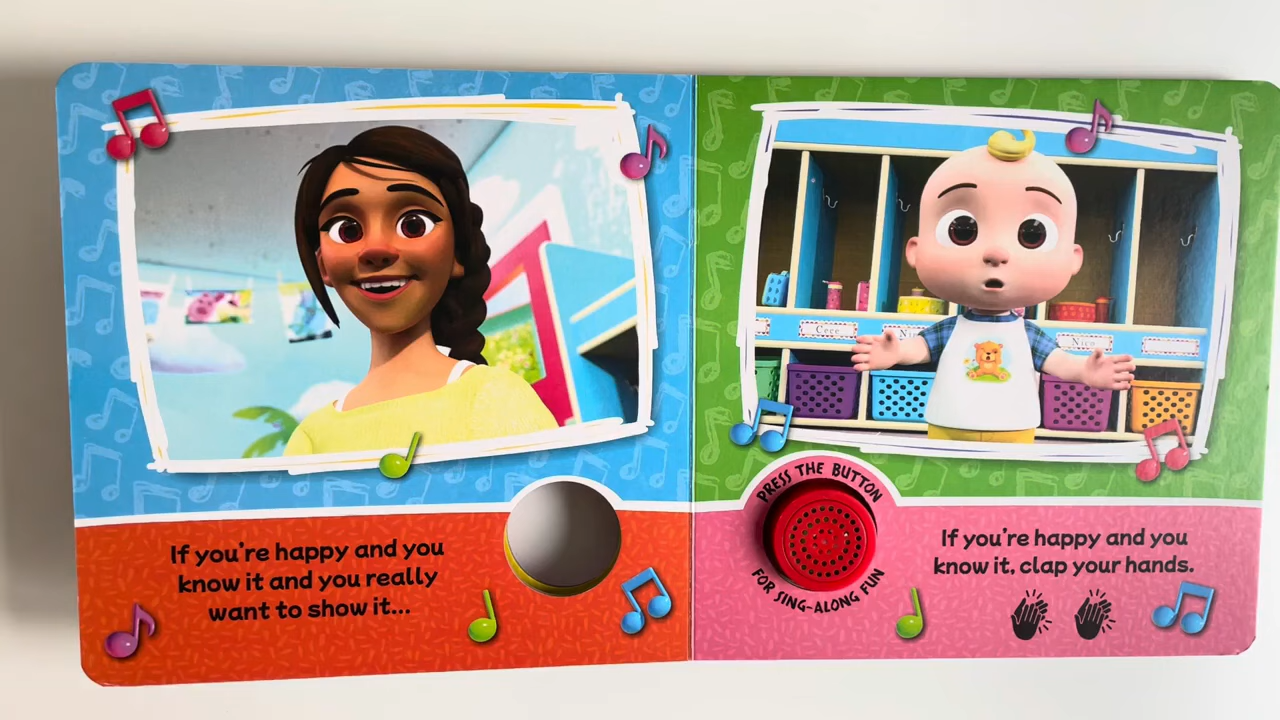 If you're happy and you
know it and you really
want to show it...
Cece
Nico
PRESS THE BUTTON
FOR SING-ALONG FUN
If you're happy and you
know it, clap your hands.